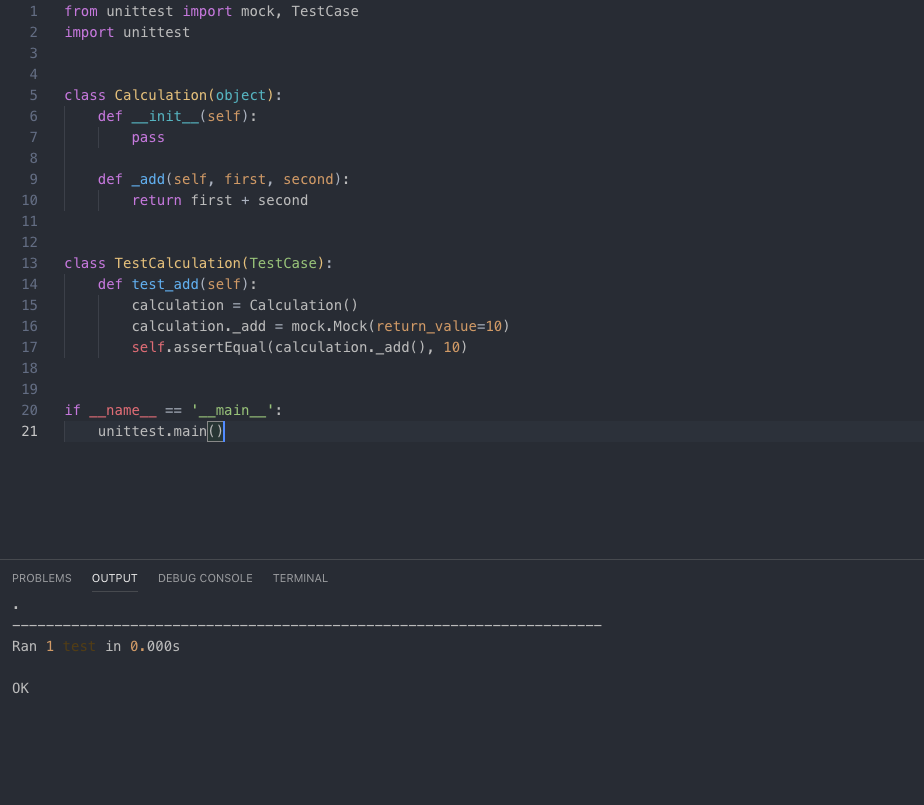 1 from unittest import mock, TestCase
2 import unittest
3
4
5 class Calculation(object):
6     def __init__(self):
7         pass
8
9     def _add(self, first, second):
10         return first + second
11
12
13 class TestCalculation(TestCase):
14     def test_add(self):
15         calculation = Calculation()
16         calculation._add = mock.Mock(return_value=10)
17         self.assertEqual(calculation._add(), 10)
18
19
20 if __name__ == '__main__':
21     unittest.main()
PROBLEMS OUTPUT DEBUG CONSOLE TERMINAL
.
----------------------------------------------------------------------
Ran 1 test in 0.000s
OK